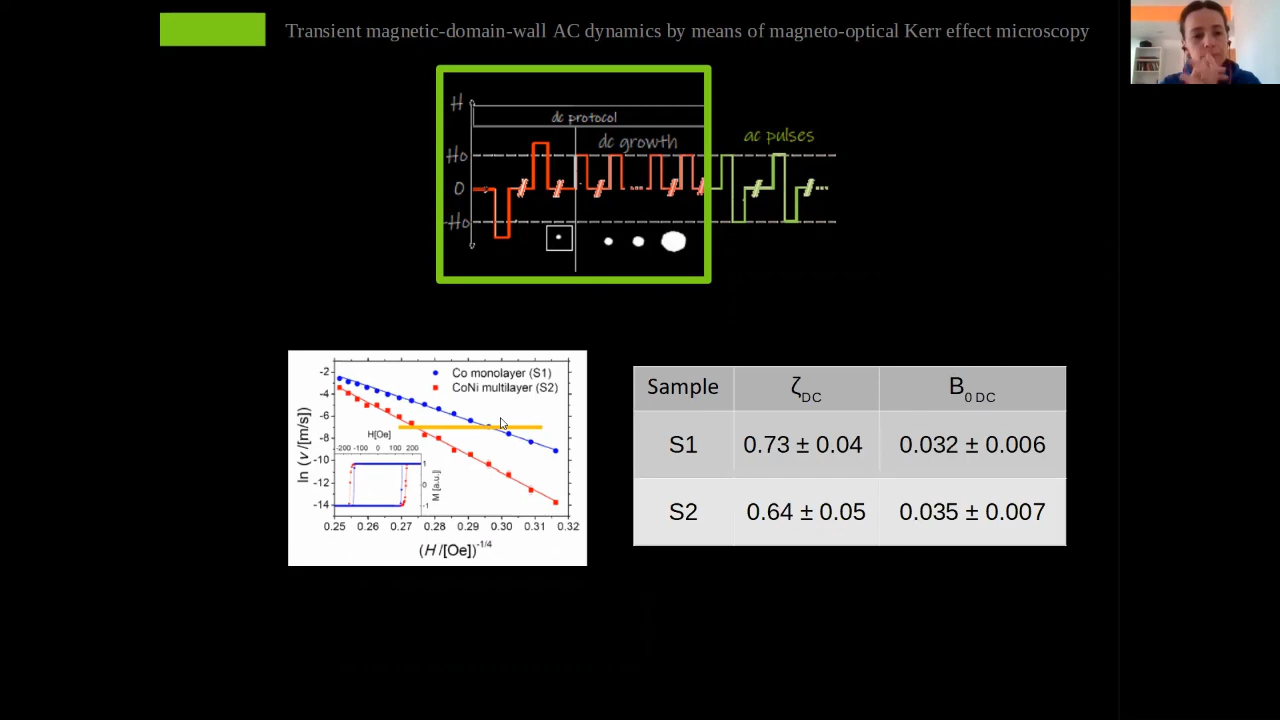 Transient magnetic-domain-wall AC dynamics by means of magneto-optical Kerr effect microscopy
H
dc protocol
dc growth
ac pulses
H₀
0
-H₀
-2
-4
-6
-8
-10
-12
-14
ln (v /[m/s])
Co monolayer (S1)
CoNi multilayer (S2)
H[Oe]
-200 -100 0 100 200
1
0
-1
M [a.u.]
0.25 0.26 0.27 0.28 0.29 0.30 0.31 0.32
(H /[Oe])⁻¹ᐟ⁴
Sample ζDC B0 DC
S1 0.73 ± 0.04 0.032 ± 0.006
S2 0.64 ± 0.05 0.035 ± 0.007